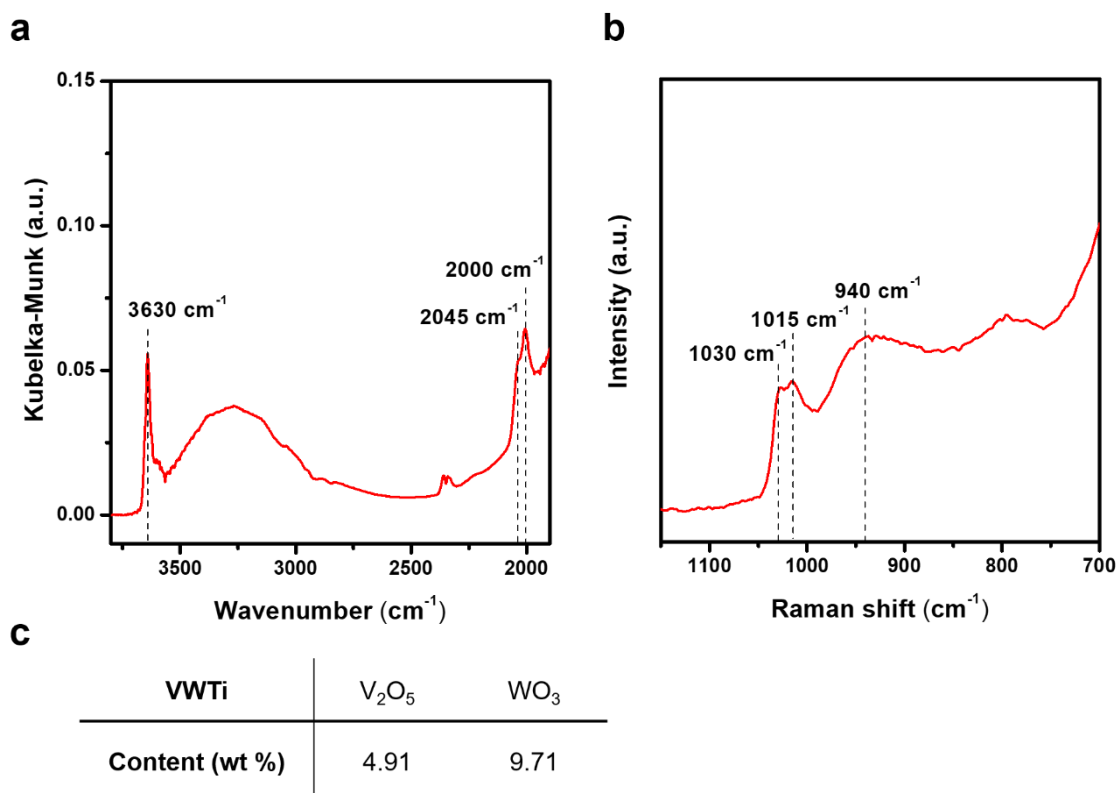 a
0.15
0.10
0.05
0.00
Kubelka-Munk (a.u.)
3630 cm⁻¹
2000 cm⁻¹
2045 cm⁻¹
3500
3000
2500
2000
Wavenumber (cm⁻¹)
b
Intensity (a.u.)
940 cm⁻¹
1015 cm⁻¹
1030 cm⁻¹
1100
1000
900
800
700
Raman shift (cm⁻¹)
c
VWTi V₂O₅ WO₃
Content (wt %) 4.91 9.71